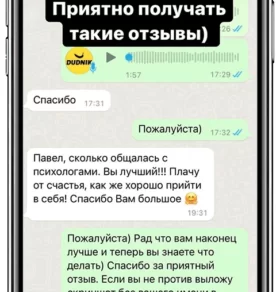 Приятно получать
такие отзывы)
26
DUDNIK
1:57
17:29
Спасибо 17:31
Пожалуйста) 17:32
Павел, сколько общалась с
психологами. Вы лучший!!! Плачу
от счастья, как же хорошо прийти
в себя! Спасибо Вам большое 🤗
19:31
Пожалуйста) Рад что вам наконец
лучше и теперь вы знаете что
делать) Спасибо за приятный
отзыв. Если вы не против выложу